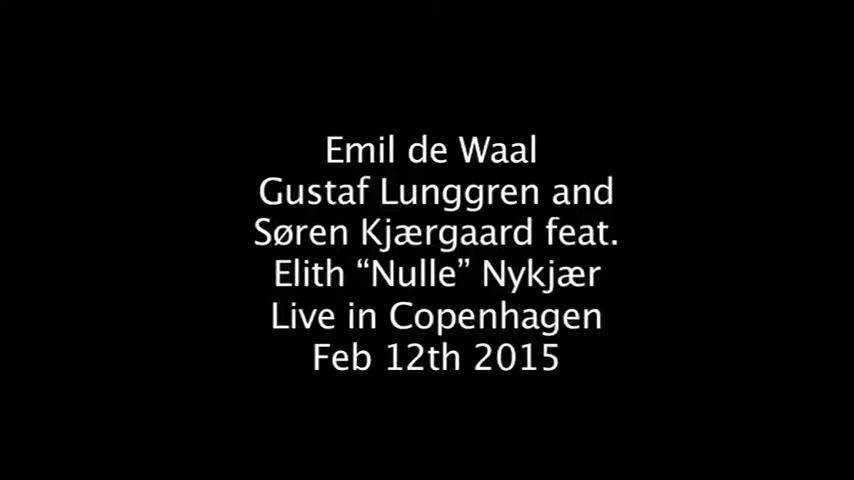 Emil de Waal
Gustaf Lunggren and
Søren Kjærgaard feat.
Elith “Nulle” Nykjær
Live in Copenhagen
Feb 12th 2015